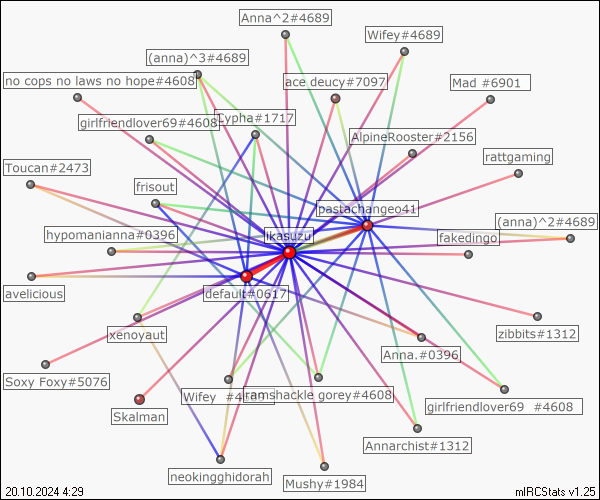 Anna^2#4689
Wifey#4689
(anna)^3#4689
no cops no laws no hope#4608
ace deucy#7097
Mad #6901
girlfriendlover69#4608
Cypha#1717
AlpineRooster#2156
Toucan#2473
rattgaming
frisout
pastachangeo41
(anna)^2#4689
hypomanianna#0396
ikasuzu
fakedingo
avelicious
default#0617
xenoyaut
zibbits#1312
Anna.#0396
Soxy Foxy#5076
Wifey
ramshackle gorey#4608
girlfriendlover69 #4608
Skalman
Annarchist#1312
neokingghidorah
Mushy#1984
20.10.2024 4:29
mIRCStats v1.25